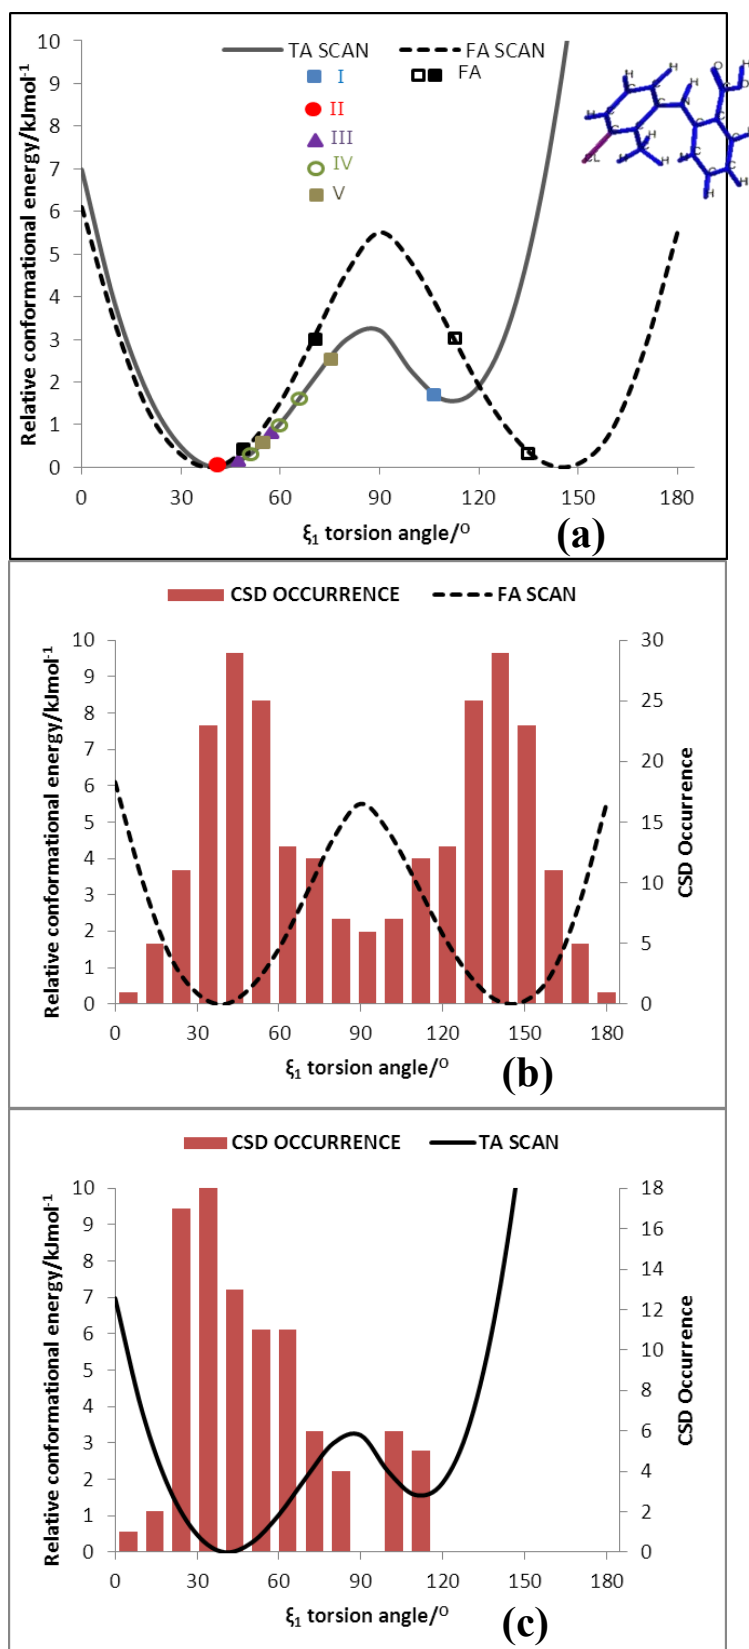 TA SCAN FA SCAN
I FA
II
III
IV
V
10
9
8
7
6
5
4
3
2
1
0
Relative conformational energy/kJmol-1
0 30 60 90 120 150 180
ξ1 torsion angle/O
(a)
CSD OCCURRENCE FA SCAN
10 30
9
8 25
7
6 20
5 15
4
3 10
2
1 5
0 0
Relative conformational energy/kJmol-1
CSD Occurrence
0 30 60 90 120 150 180
ξ1 torsion angle/O
(b)
CSD OCCURRENCE TA SCAN
10 18
9 16
8 14
7 12
6 10
5
4 8
3 6
2 4
1 2
0 0
Relative conformational energy/kJmol-1
CSD Occurrence
0 30 60 90 120 150 180
ξ1 torsion angle/O
(c)